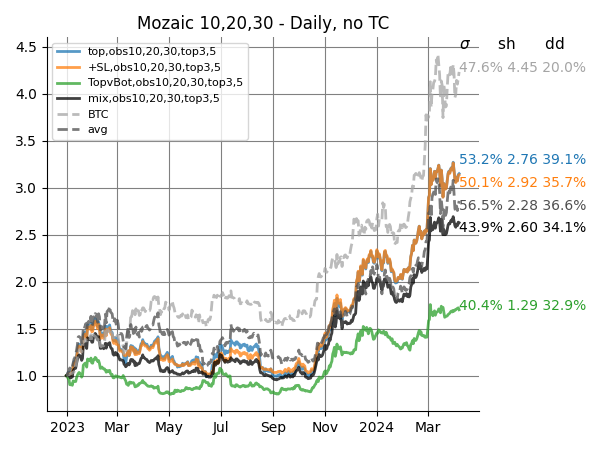 Mozaic 10,20,30 - Daily, no TC
σ sh dd
top,obs10,20,30,top3,5
+SL,obs10,20,30,top3,5
TopvBot,obs10,20,30,top3,5
mix,obs10,20,30,top3,5
BTC
avg
47.6% 4.45 20.0%
53.2% 2.76 39.1%
50.1% 2.92 35.7%
56.5% 2.28 36.6%
43.9% 2.60 34.1%
40.4% 1.29 32.9%
4.5
4.0
3.5
3.0
2.5
2.0
1.5
1.0
2023 Mar May Jul Sep Nov 2024 Mar